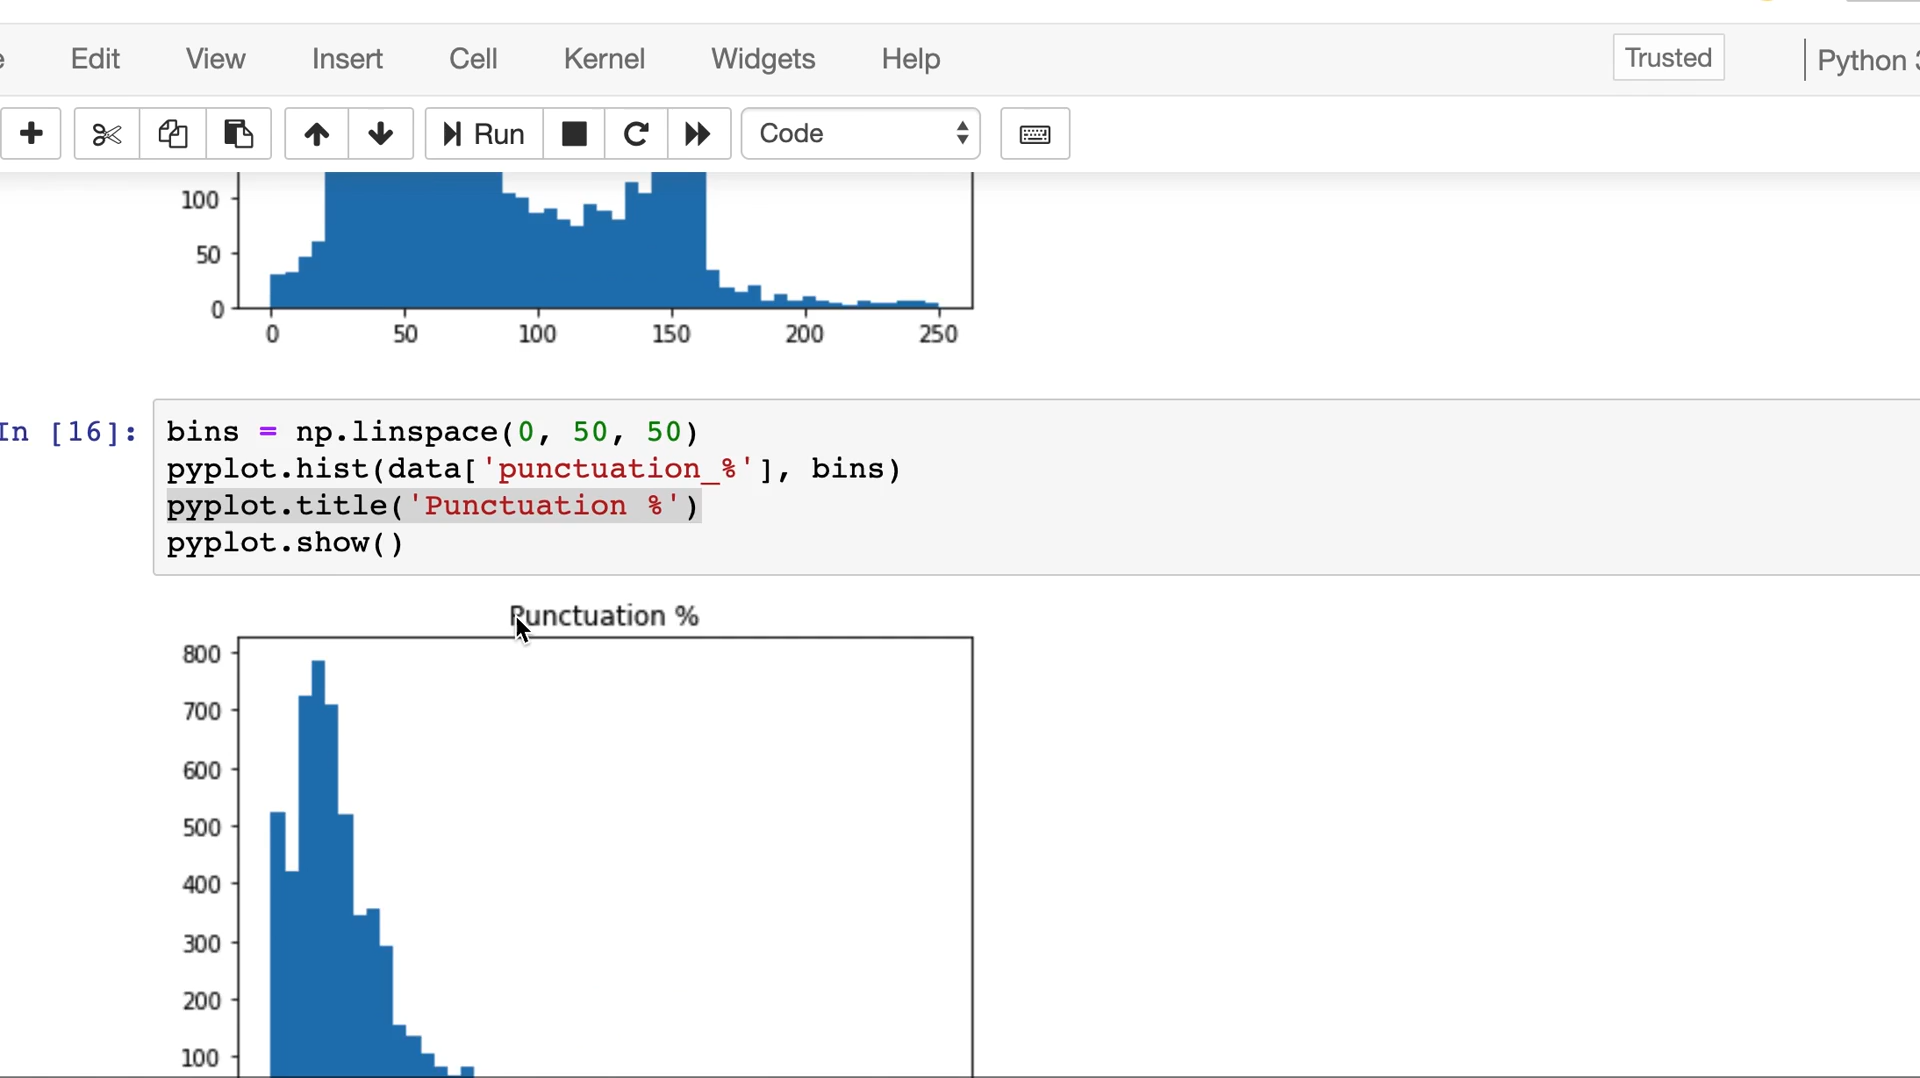 Edit View Insert Cell Kernel Widgets Help Trusted Python
Run Code
100
50
0
0 50 100 150 200 250
In [16]: bins = np.linspace(0, 50, 50)
pyplot.hist(data['punctuation_%'], bins)
pyplot.title('Punctuation %')
pyplot.show()
Punctuation %
800
700
600
500
400
300
200
100